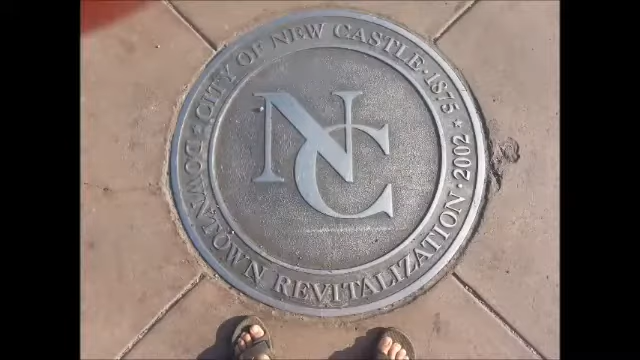 CITY OF NEW CASTLE · 1875 ★
DOWNTOWN REVITALIZATION · 2002 ★
NC